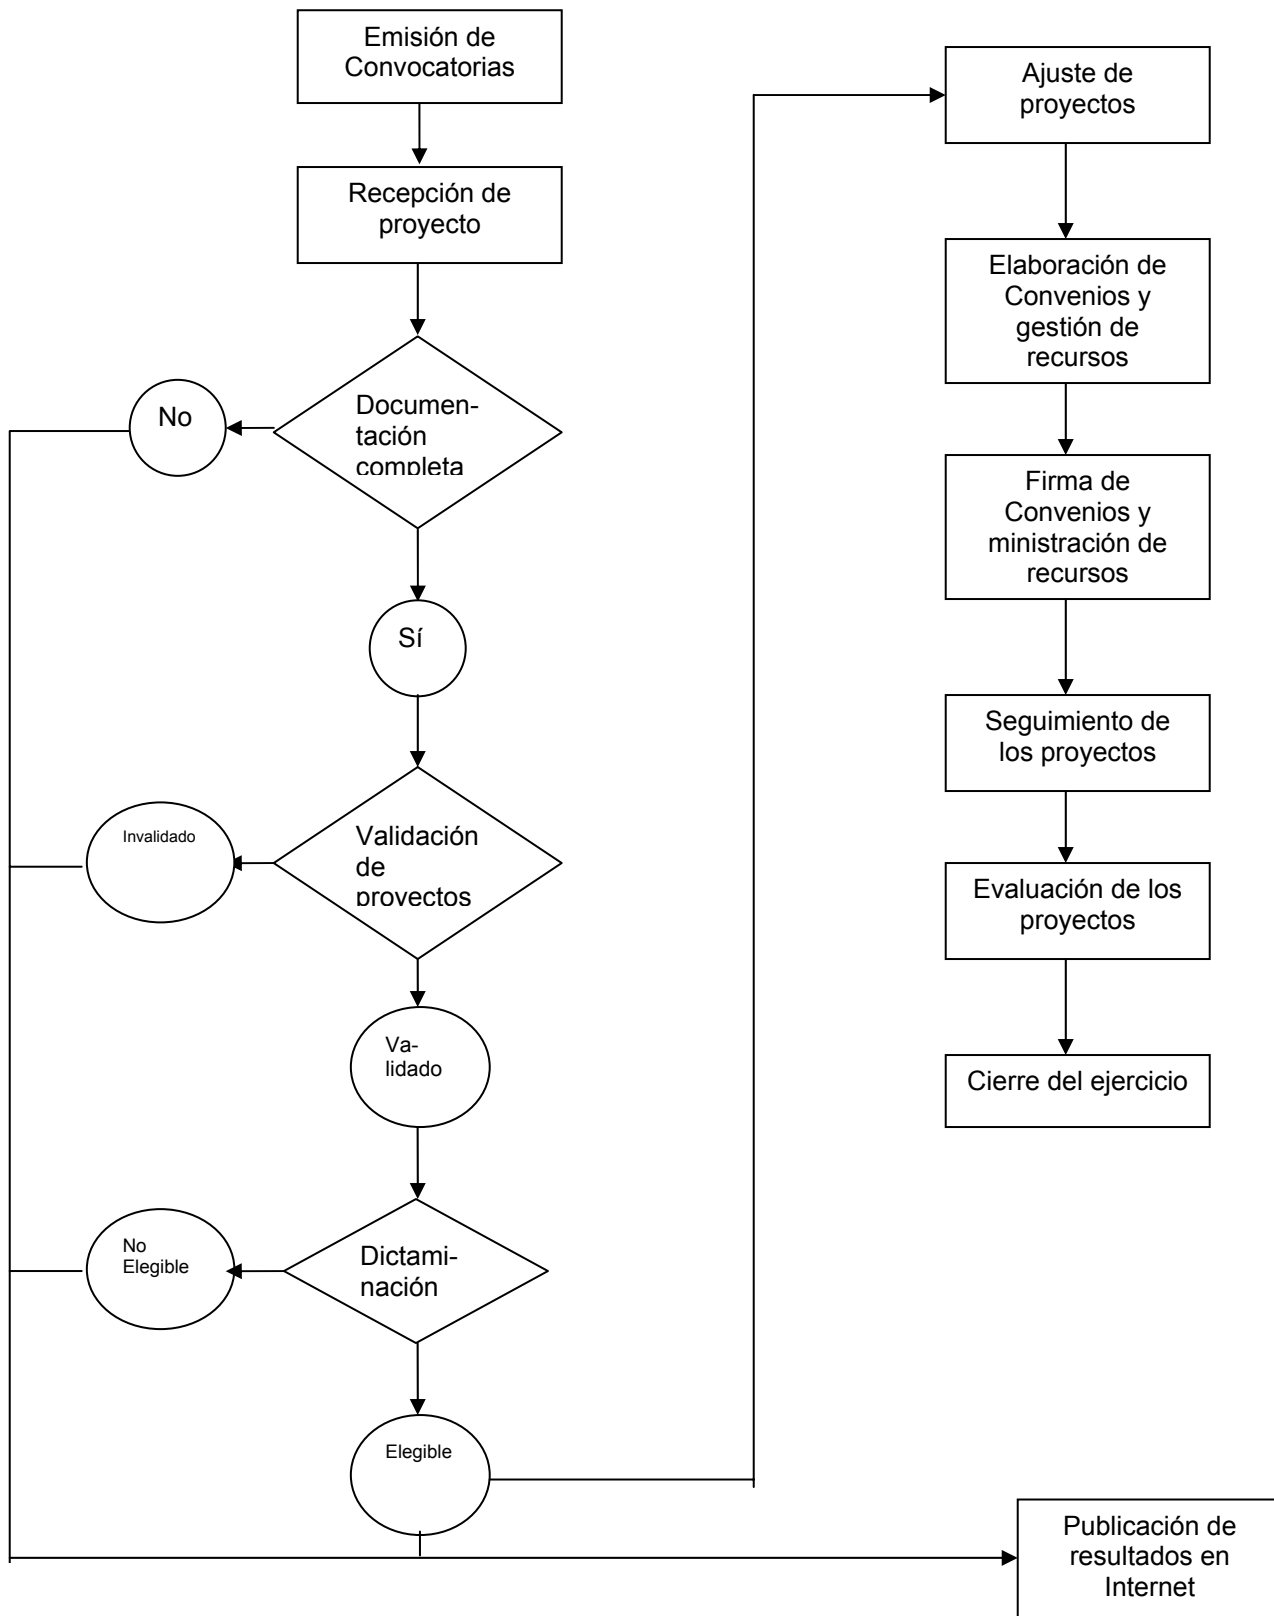 Emisión de
Convocatorias
Recepción de
proyecto
Documen-
tación
completa
No
Sí
Validación
de
proyectos
Invalidado
Va-
lidado
Dictami-
nación
No
Elegible
Elegible
Ajuste de
proyectos
Elaboración de
Convenios y
gestión de
recursos
Firma de
Convenios y
ministración de
recursos
Seguimiento de
los proyectos
Evaluación de los
proyectos
Cierre del ejercicio
Publicación de
resultados en
Internet